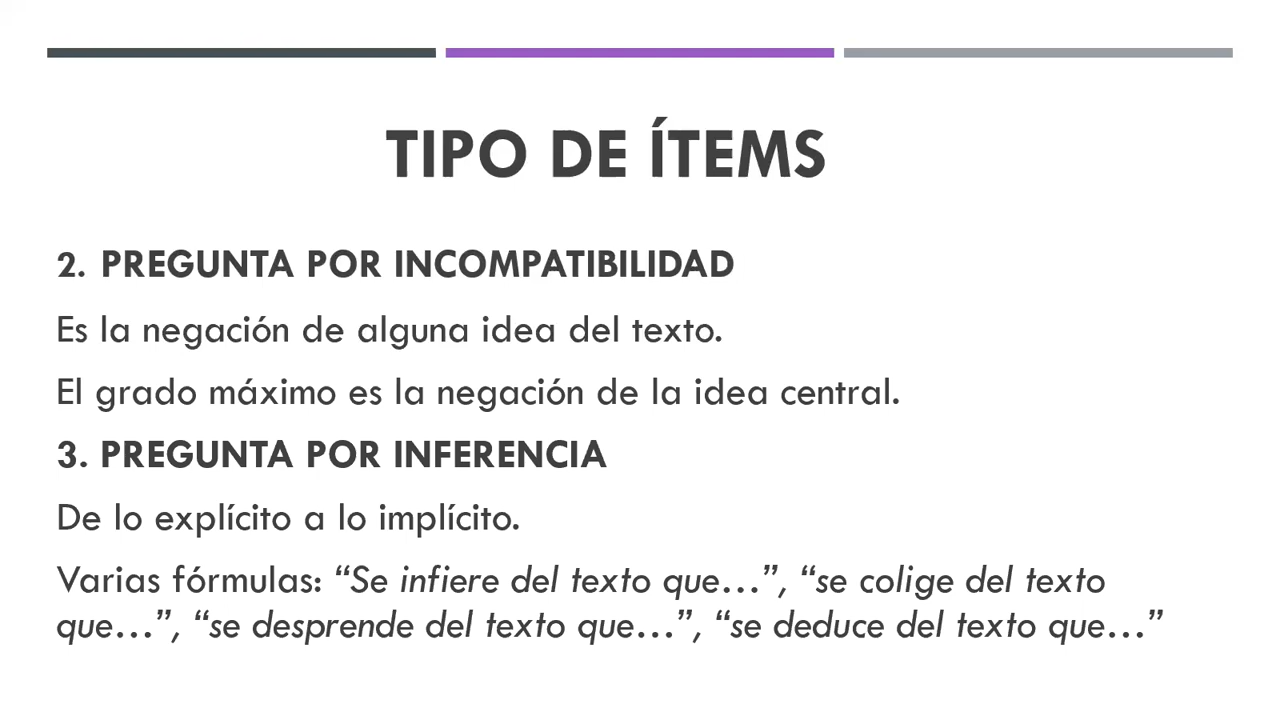 TIPO DE ÍTEMS
2. PREGUNTA POR INCOMPATIBILIDAD
Es la negación de alguna idea del texto.
El grado máximo es la negación de la idea central.
3. PREGUNTA POR INFERENCIA
De lo explícito a lo implícito.
Varias fórmulas: “Se infiere del texto que…”, “se colige del texto
que…”, “se desprende del texto que…”, “se deduce del texto que…”